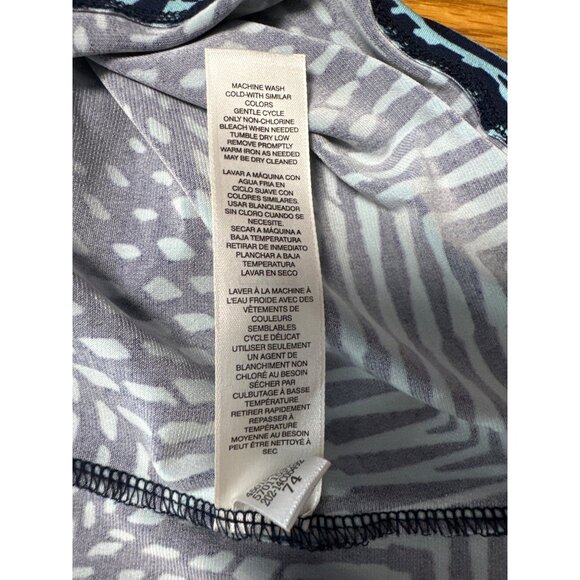 MACHINE WASH
COLD-WITH SIMILAR
COLORS
GENTLE CYCLE
ONLY NON-CHLORINE
BLEACH WHEN NEEDED
TUMBLE DRY LOW
REMOVE PROMPTLY
WARM IRON AS NEEDED
MAY BE DRY CLEANED
LAVAR A MÁQUINA CON
AGUA FRIA EN
CICLO SUAVE CON
COLORES SIMILARES.
USAR BLANQUEADOR
SIN CLORO CUANDO SE
NECESITE.
SECAR A MÁQUINA A
BAJA TEMPERATURA
RETIRAR DE INMEDIATO
PLANCHAR A BAJA
TEMPERATURA
LAVAR EN SECO
LAVER À LA MACHINE À
L'EAU FROIDE AVEC DES
VÊTEMENTS DE
COULEURS
SEMBLABLES
CYCLE DÉLICAT
UTILISER SEULEMENT
UN AGENT DE
BLANCHIMENT NON
CHLORÉ AU BESOIN
SÉCHER PAR
CULBUTAGE À BASSE
TEMPÉRATURE
RETIRER RAPIDEMENT
REPASSER À
TEMPÉRATURE
MOYENNE AU BESOIN
PEUT ÊTRE NETTOYÉ À
SEC
74